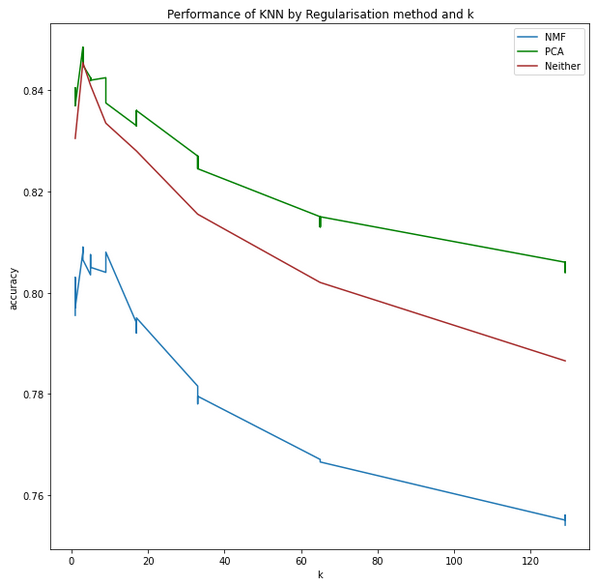 Performance of KNN by Regularisation method and k
NMF
PCA
Neither
0.84
0.82
0.80
0.78
0.76
accuracy
0 20 40 60 80 100 120
k